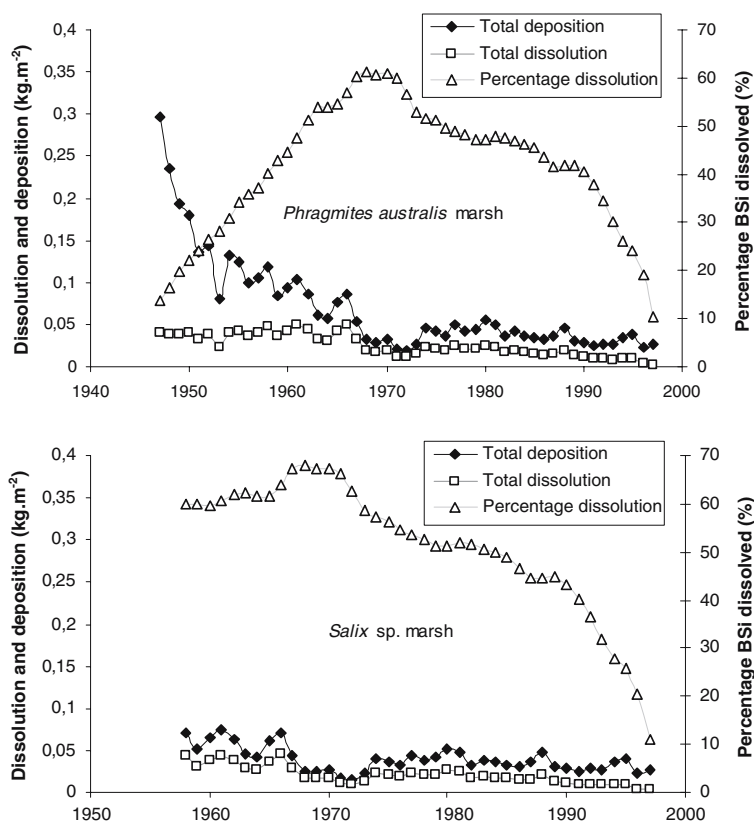 Dissolution and deposition (kg.m-2)
0,4
0,35
0,3
0,25
0,2
0,15
0,1
0,05
0
Total deposition
Total dissolution
Percentage dissolution
Phragmites australis marsh
70
60
50
40
30
20
10
0
Percentage BSi dissolved (%)
1940 1950 1960 1970 1980 1990 2000
Dissolution and deposition (kg.m-2)
0,4
0,35
0,3
0,25
0,2
0,15
0,1
0,05
0
Total deposition
Total dissolution
Percentage dissolution
Salix sp. marsh
70
60
50
40
30
20
10
0
Percentage BSi dissolved (%)
1950 1960 1970 1980 1990 2000